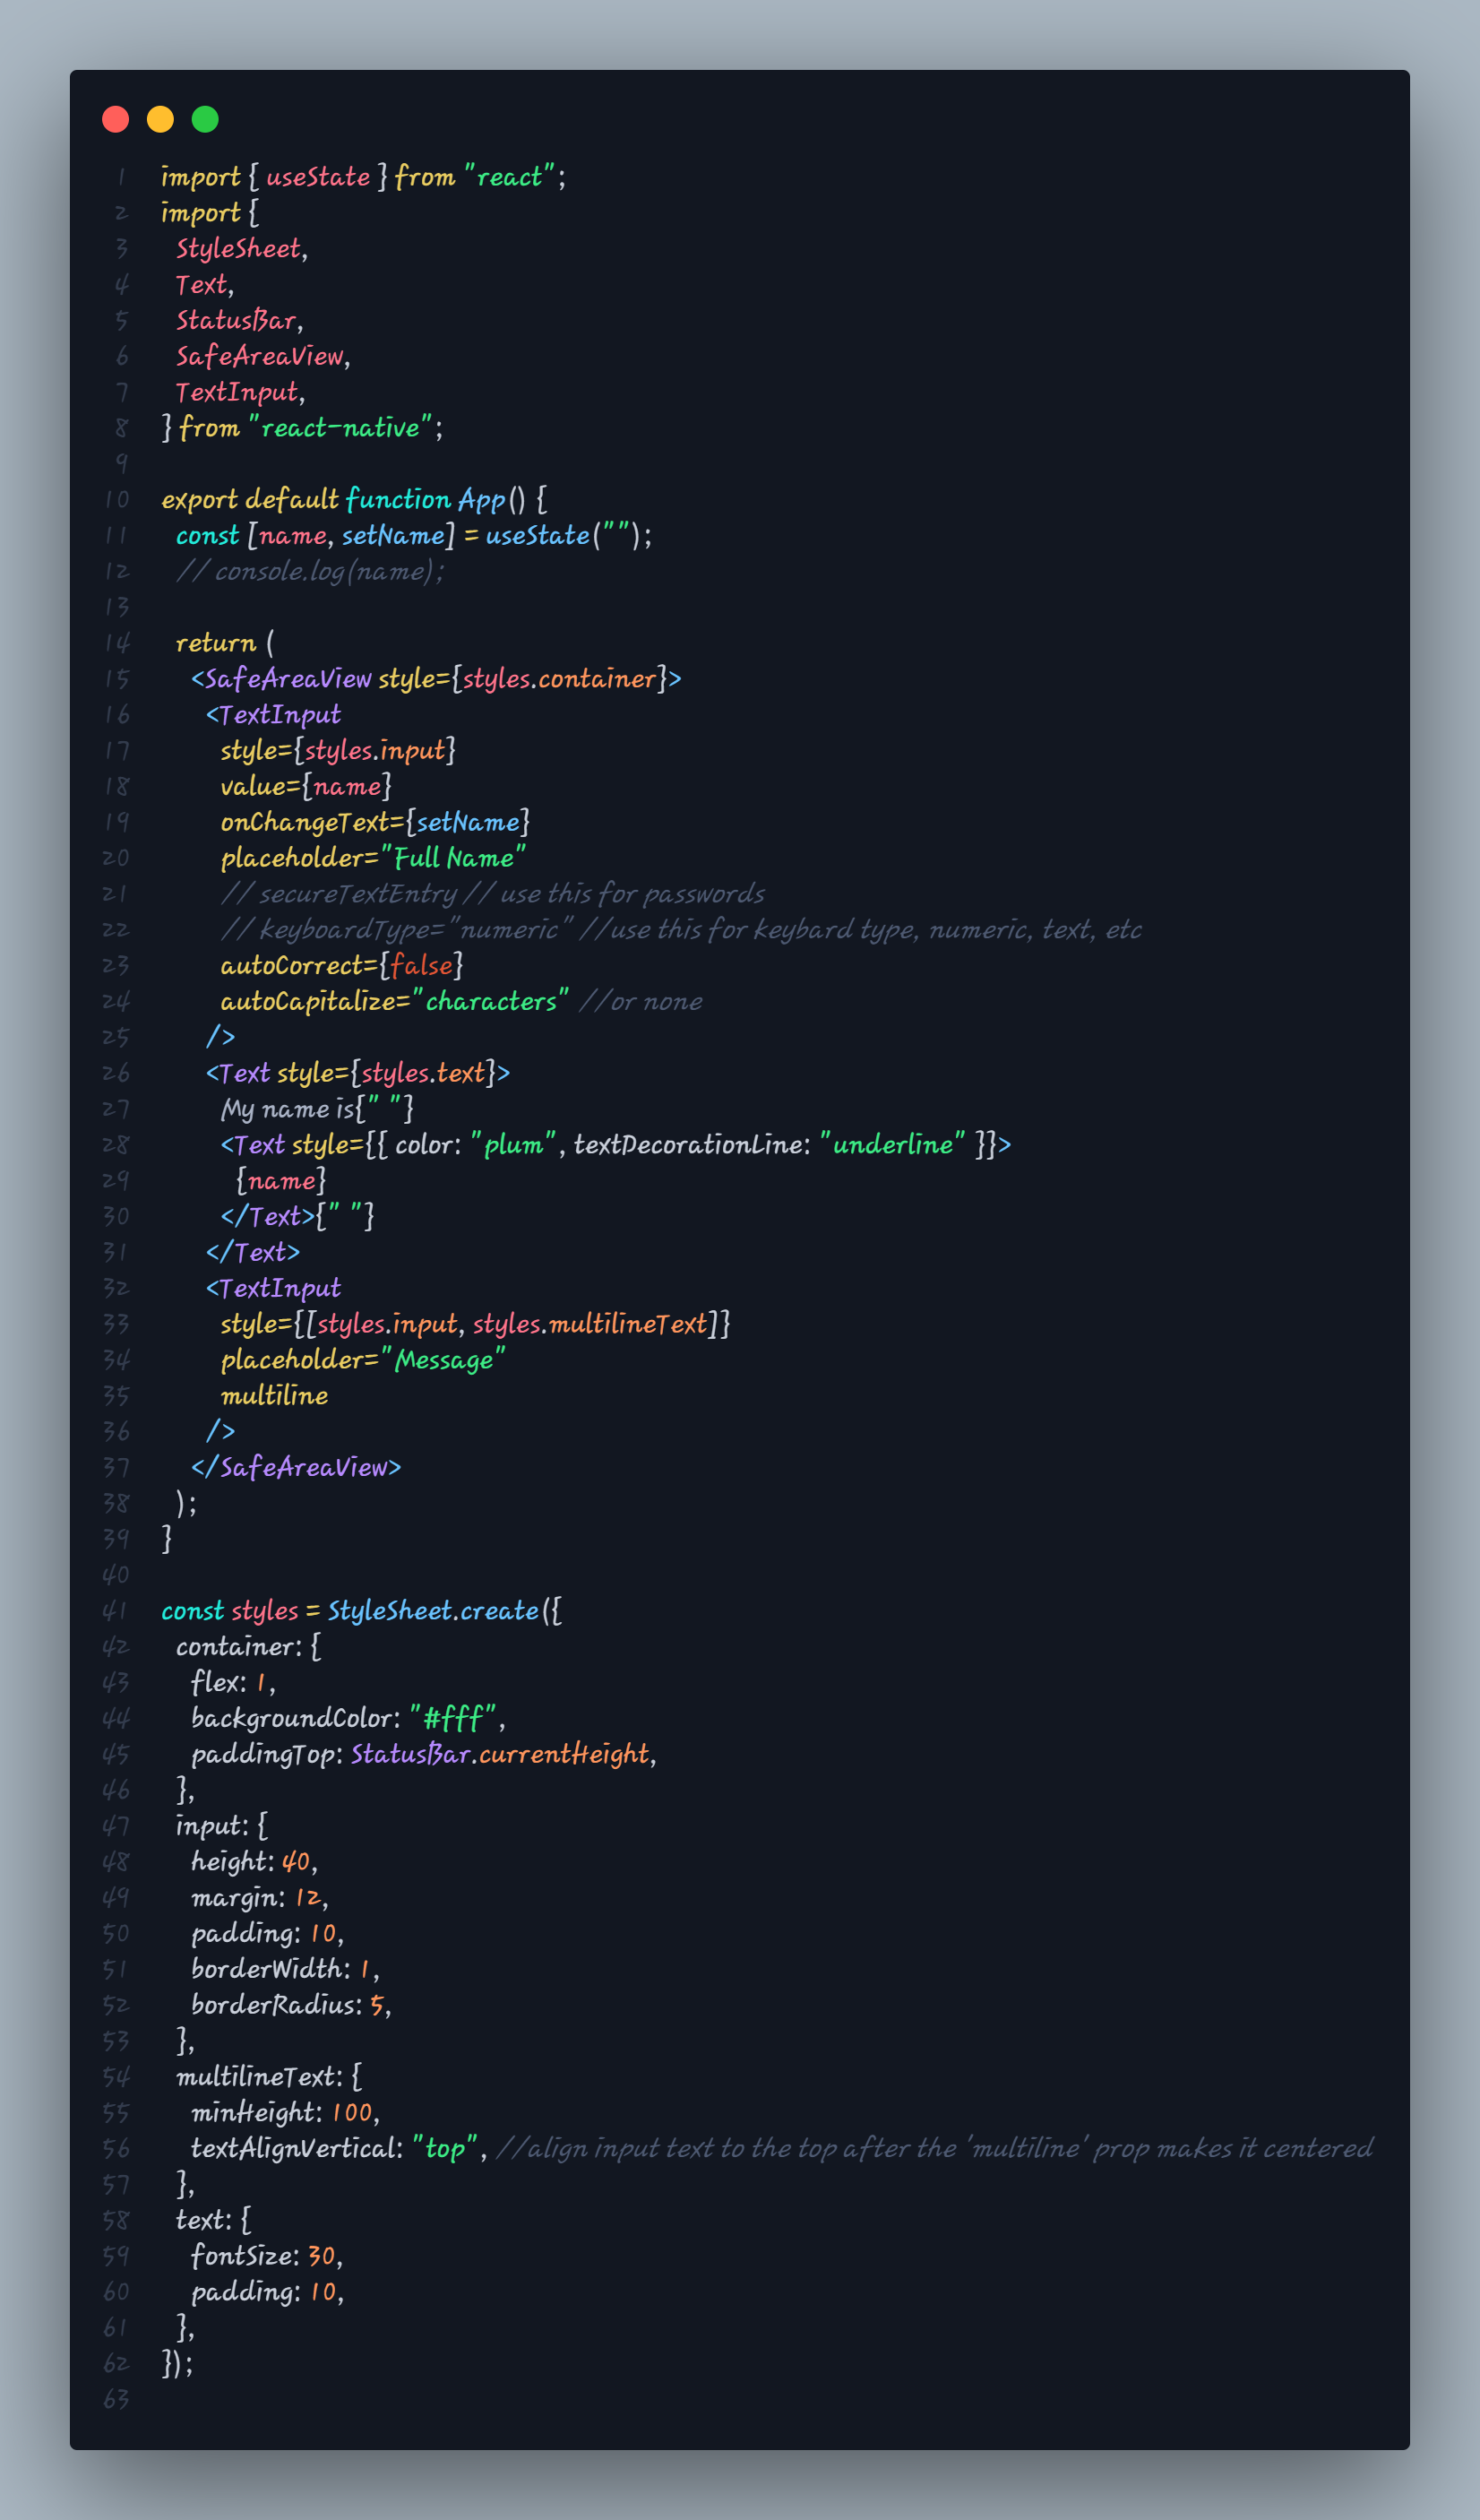 1 import { useState } from "react";
2 import {
3   StyleSheet,
4   Text,
5   StatusBar,
6   SafeAreaView,
7   TextInput,
8 } from "react-native";
9
10 export default function App() {
11   const [name, setName] = useState("");
12   // console.log(name);
13
14   return (
15     <SafeAreaView style={styles.container}>
16       <TextInput
17         style={styles.input}
18         value={name}
19         onChangeText={setName}
20         placeholder="Full Name"
21         // secureTextEntry // use this for passwords
22         // keyboardType="numeric" //use this for keybard type, numeric, text, etc
23         autoCorrect={false}
24         autoCapitalize="characters" //or none
25       />
26       <Text style={styles.text}>
27         My name is{" "}
28         <Text style={{ color: "plum", textDecorationLine: "underline" }}>
29           {name}
30         </Text>{" "}
31       </Text>
32       <TextInput
33         style={[styles.input, styles.multilineText]}
34         placeholder="Message"
35         multiline
36       />
37     </SafeAreaView>
38   );
39 }
40
41 const styles = StyleSheet.create({
42   container: {
43     flex: 1,
44     backgroundColor: "#fff",
45     paddingTop: StatusBar.currentHeight,
46   },
47   input: {
48     height: 40,
49     margin: 12,
50     padding: 10,
51     borderWidth: 1,
52     borderRadius: 5,
53   },
54   multilineText: {
55     minHeight: 100,
56     textAlignVertical: "top", //align input text to the top after the 'multiline' prop makes it centered
57   },
58   text: {
59     fontSize: 30,
60     padding: 10,
61   },
62 });
63